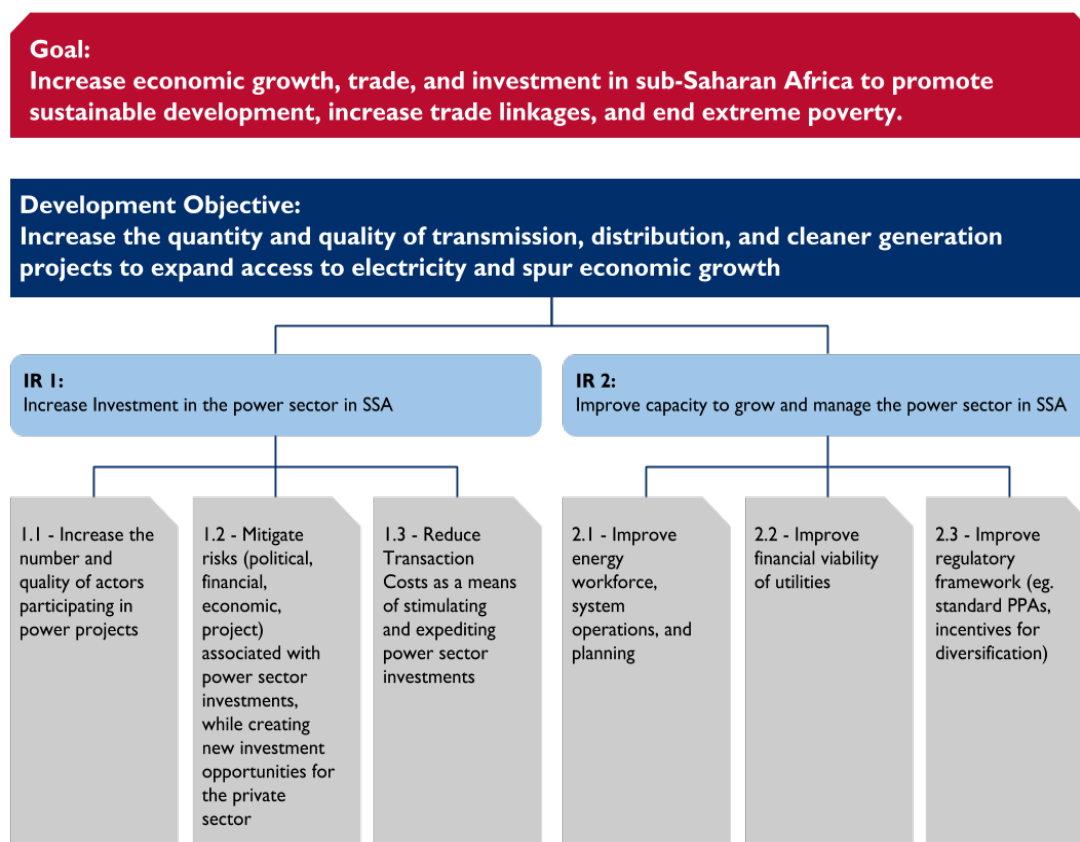 Goal:
Increase economic growth, trade, and investment in sub-Saharan Africa to promote
sustainable development, increase trade linkages, and end extreme poverty.
Development Objective:
Increase the quantity and quality of transmission, distribution, and cleaner generation
projects to expand access to electricity and spur economic growth
IR 1:
Increase Investment in the power sector in SSA
IR 2:
Improve capacity to grow and manage the power sector in SSA
1.1 - Increase the
number and
quality of actors
participating in
power projects
1.2 - Mitigate
risks (political,
financial,
economic,
project)
associated with
power sector
investments,
while creating
new investment
opportunities for
the private
sector
1.3 - Reduce
Transaction
Costs as a means
of stimulating
and expediting
power sector
investments
2.1 - Improve
energy
workforce,
system
operations, and
planning
2.2 - Improve
financial viability
of utilities
2.3 - Improve
regulatory
framework (eg.
standard PPAs,
incentives for
diversification)